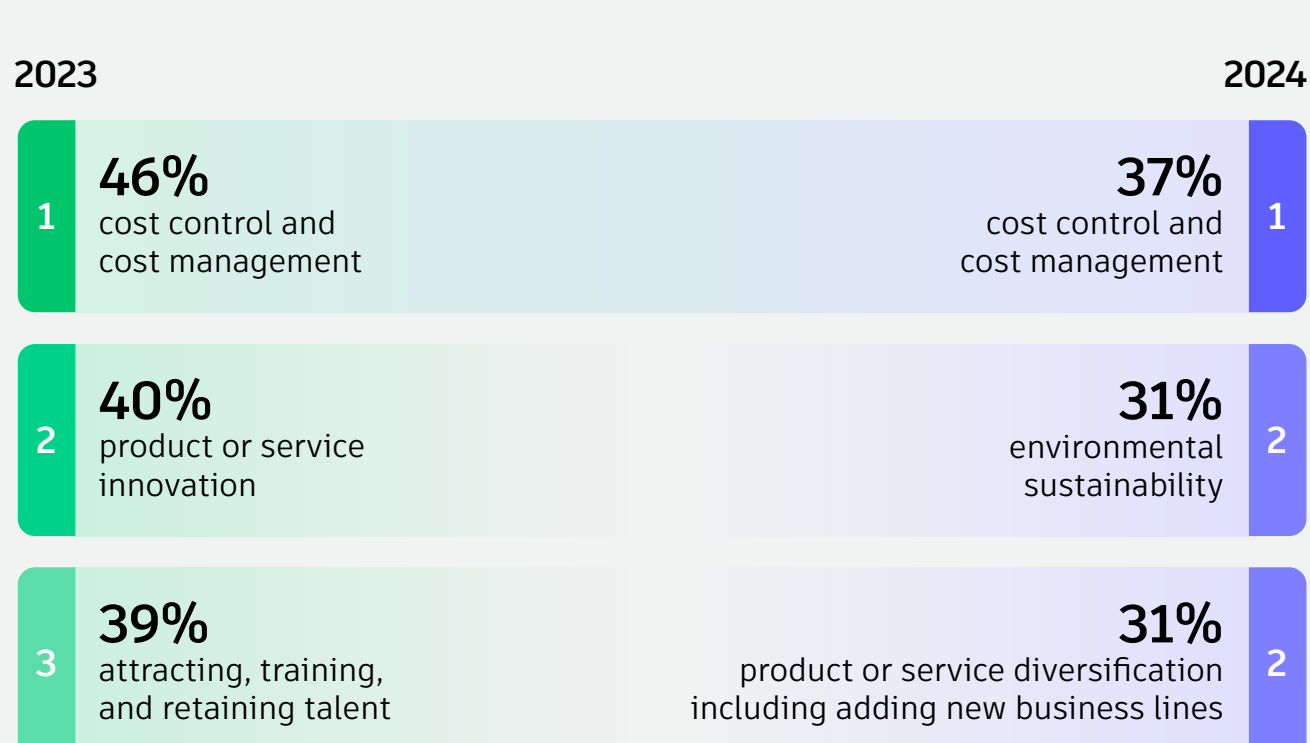 2023
2024
1
46%
cost control and
cost management
37%
cost control and
cost management
1
2
40%
product or service
innovation
31%
environmental
sustainability
2
3
39%
attracting, training,
and retaining talent
31%
product or service diversification
including adding new business lines
2